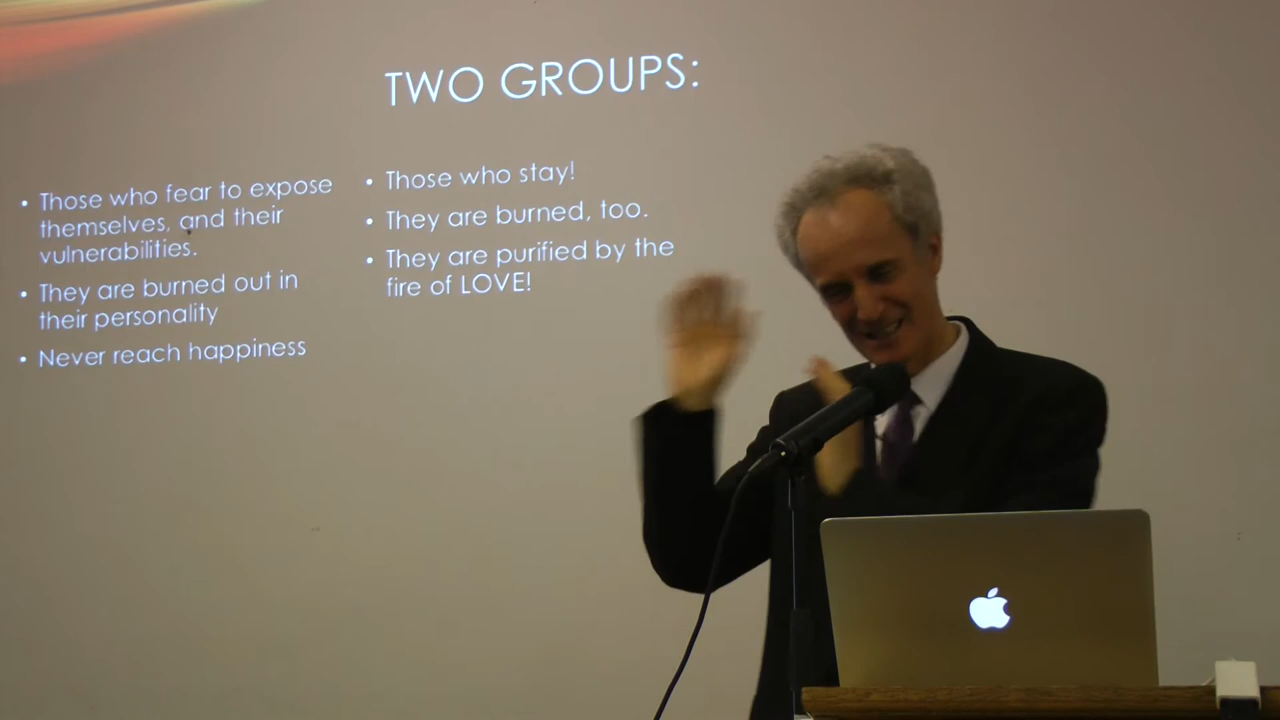 TWO GROUPS:
• Those who fear to expose
themselves, and their
vulnerabilities.
• They are burned out in
their personality
• Never reach happiness
• Those who stay!
• They are burned, too.
• They are purified by the
fire of LOVE!